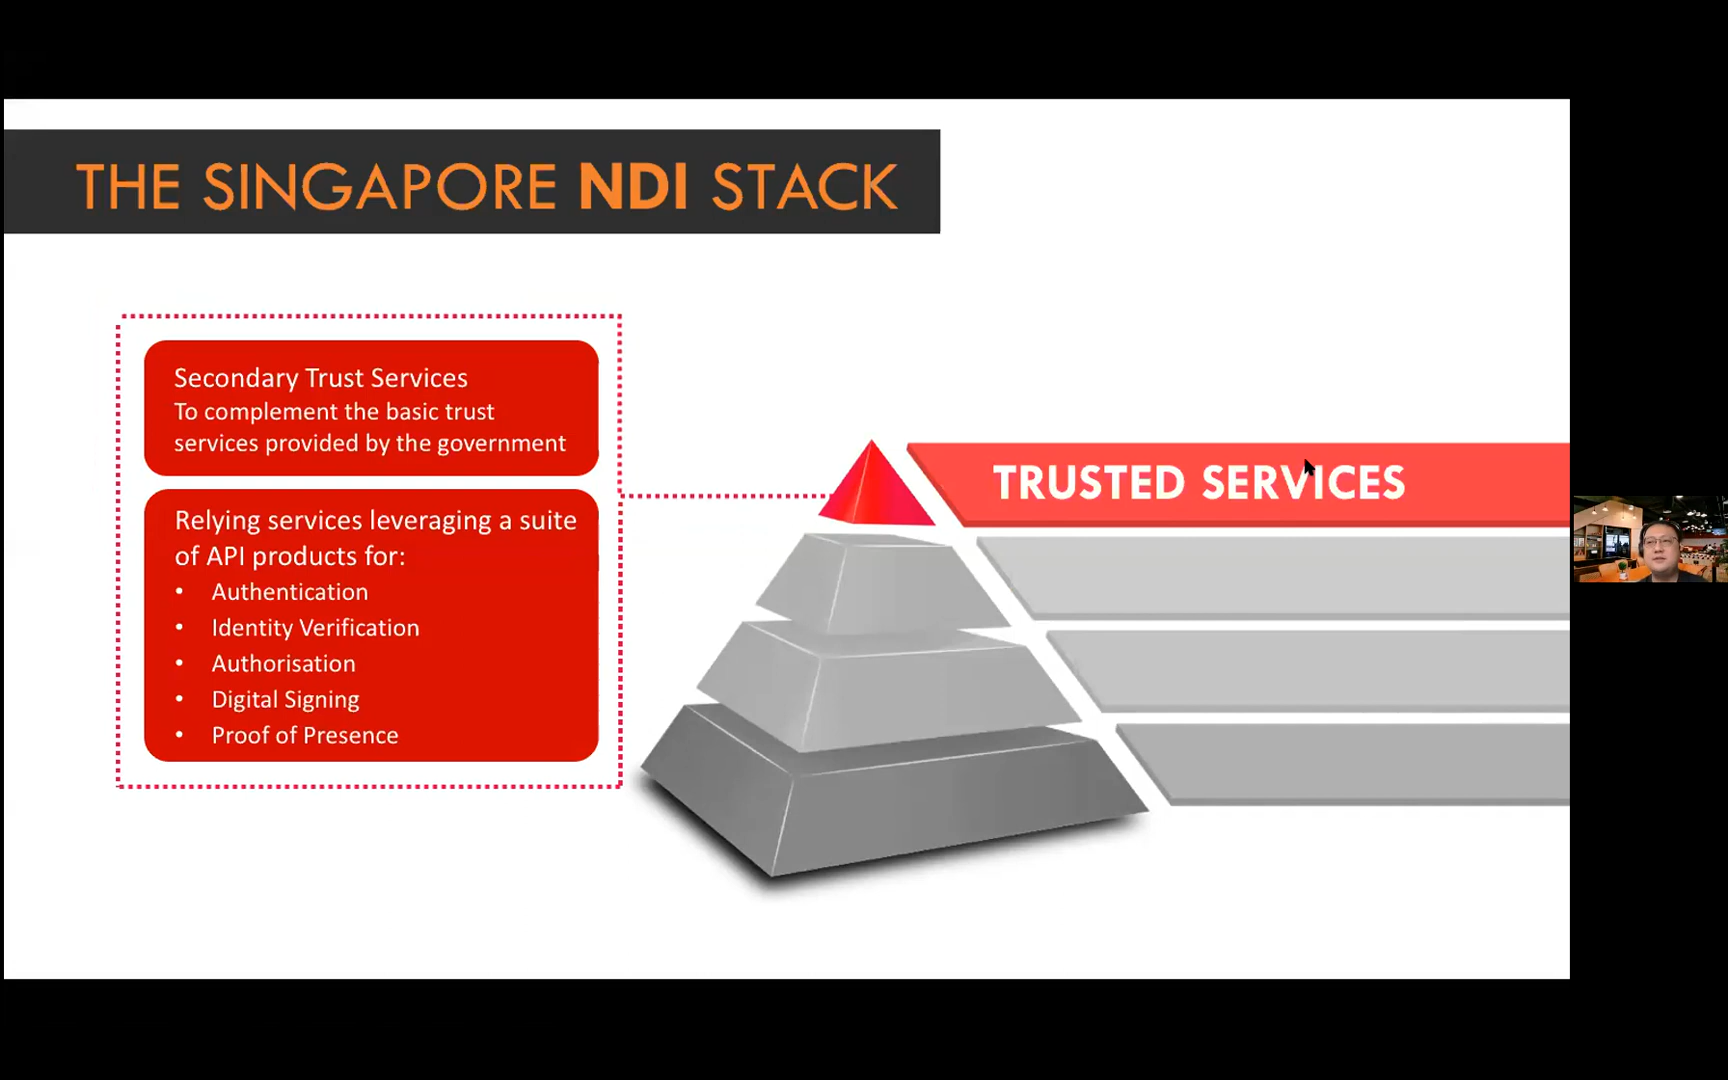 THE SINGAPORE NDI STACK
Secondary Trust Services
To complement the basic trust
services provided by the government
Relying services leveraging a suite
of API products for:
• Authentication
• Identity Verification
• Authorisation
• Digital Signing
• Proof of Presence
TRUSTED SERVICES